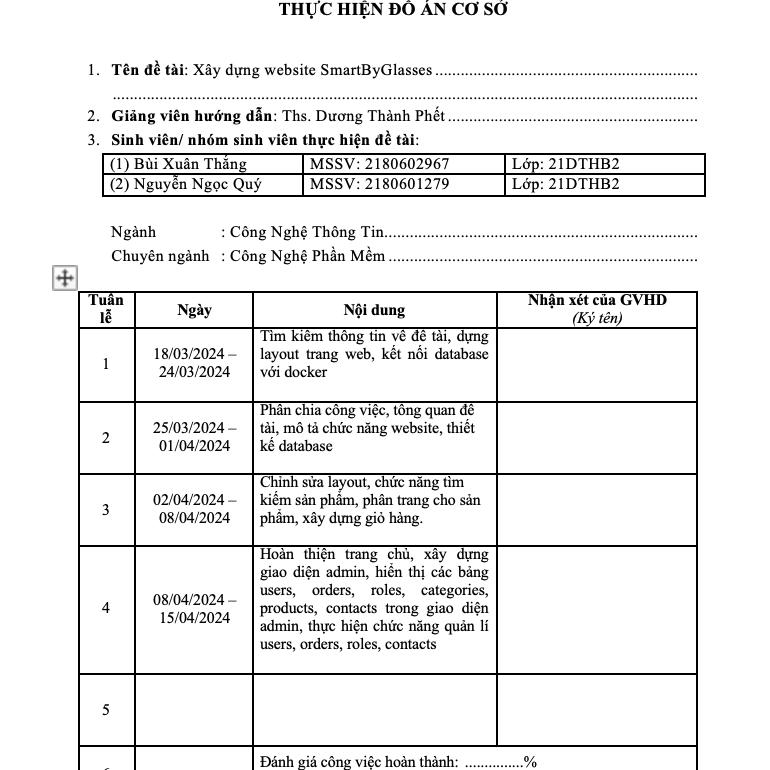 THỰC HIỆN ĐỒ ÁN CƠ SỞ
1. Tên đề tài: Xây dựng website SmartByGlasses
2. Giảng viên hướng dẫn: Ths. Dương Thành Phết
3. Sinh viên/ nhóm sinh viên thực hiện đề tài:
(1) Bùi Xuân Thắng MSSV: 2180602967 Lớp: 21DTHB2
(2) Nguyễn Ngọc Quý MSSV: 2180601279 Lớp: 21DTHB2
Ngành : Công Nghệ Thông Tin
Chuyên ngành : Công Nghệ Phần Mềm
Tuần
lễ
Ngày
Nội dung
Nhận xét của GVHD
(Ký tên)
1
18/03/2024 –
24/03/2024
Tìm kiếm thông tin về đề tài, dựng
layout trang web, kết nối database
với docker
2
25/03/2024 –
01/04/2024
Phân chia công việc, tổng quan đề
tài, mô tả chức năng website, thiết
kế database
3
02/04/2024 –
08/04/2024
Chỉnh sửa layout, chức năng tìm
kiếm sản phẩm, phân trang cho sản
phẩm, xây dựng giỏ hàng.
4
08/04/2024 –
15/04/2024
Hoàn thiện trang chủ, xây dựng
giao diện admin, hiển thị các bảng
users, orders, roles, categories,
products, contacts trong giao diện
admin, thực hiện chức năng quản lí
users, orders, roles, contacts
5
Đánh giá công việc hoàn thành: ...............%